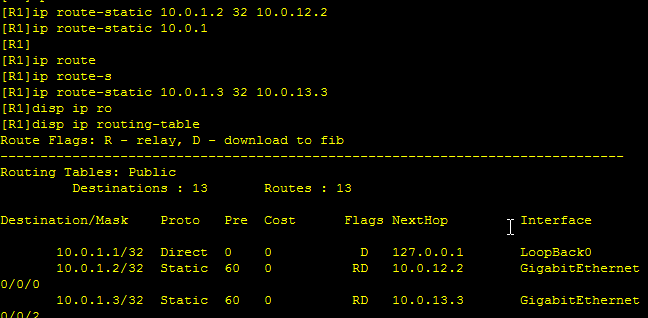 [R1]ip route-static 10.0.1.2 32 10.0.12.2
[R1]ip route-static 10.0.1
[R1]
[R1]ip route
[R1]ip route-s
[R1]ip route-static 10.0.1.3 32 10.0.13.3
[R1]disp ip ro
[R1]disp ip routing-table
Route Flags: R - relay, D - download to fib
------------------------------------------------------------------------------
Routing Tables: Public
         Destinations : 13       Routes : 13

Destination/Mask    Proto   Pre  Cost      Flags NextHop         Interface

       10.0.1.1/32  Direct  0    0           D   127.0.0.1       LoopBack0
       10.0.1.2/32  Static  60   0          RD   10.0.12.2       GigabitEthernet
0/0/0
       10.0.1.3/32  Static  60   0          RD   10.0.13.3       GigabitEthernet
0/0/2